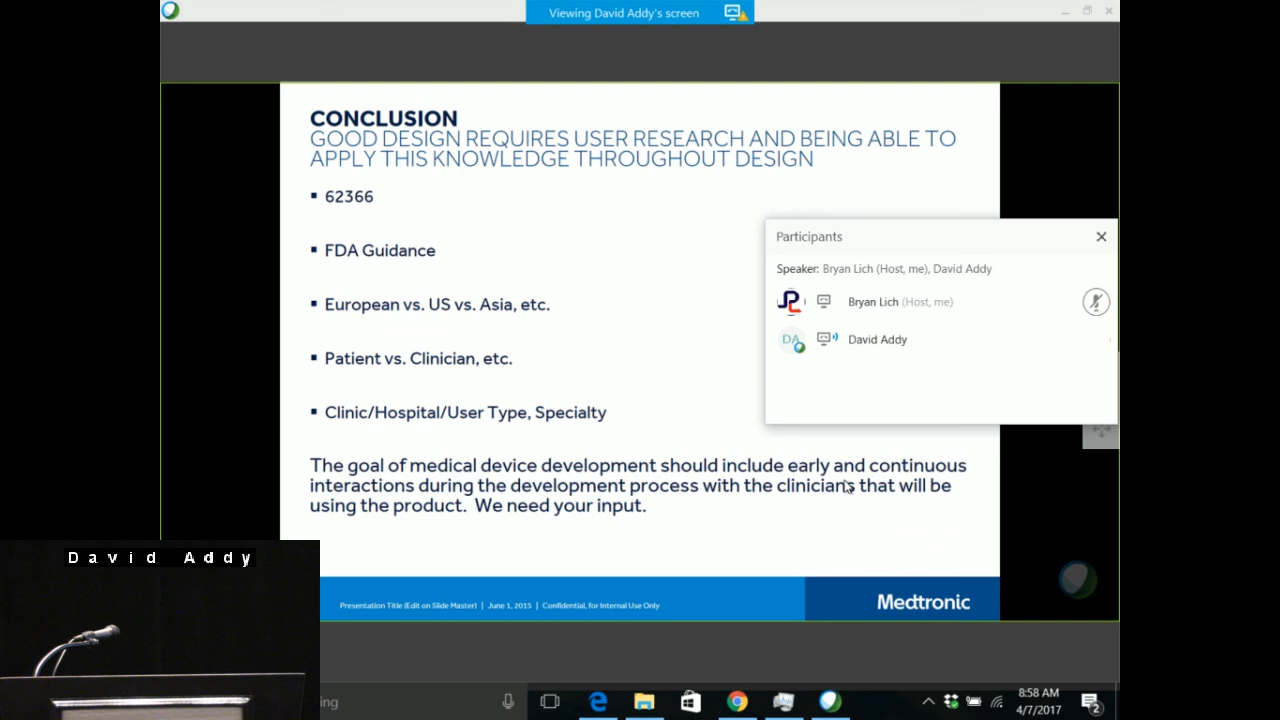 Viewing David Addy's screen
CONCLUSION
GOOD DESIGN REQUIRES USER RESEARCH AND BEING ABLE TO
APPLY THIS KNOWLEDGE THROUGHOUT DESIGN
▪ 62366
▪ FDA Guidance
▪ European vs. US vs. Asia, etc.
▪ Patient vs. Clinician, etc.
▪ Clinic/Hospital/User Type, Specialty
The goal of medical device development should include early and continuous
interactions during the development process with the clinicians that will be
using the product. We need your input.
Participants
Speaker: Bryan Lich (Host, me), David Addy
Bryan Lich (Host, me)
DA David Addy
David Addy
Presentation Title (Edit on Slide Master) | June 1, 2015 | Confidential, for Internal Use Only
Medtronic
ing
8:58 AM
4/7/2017
2